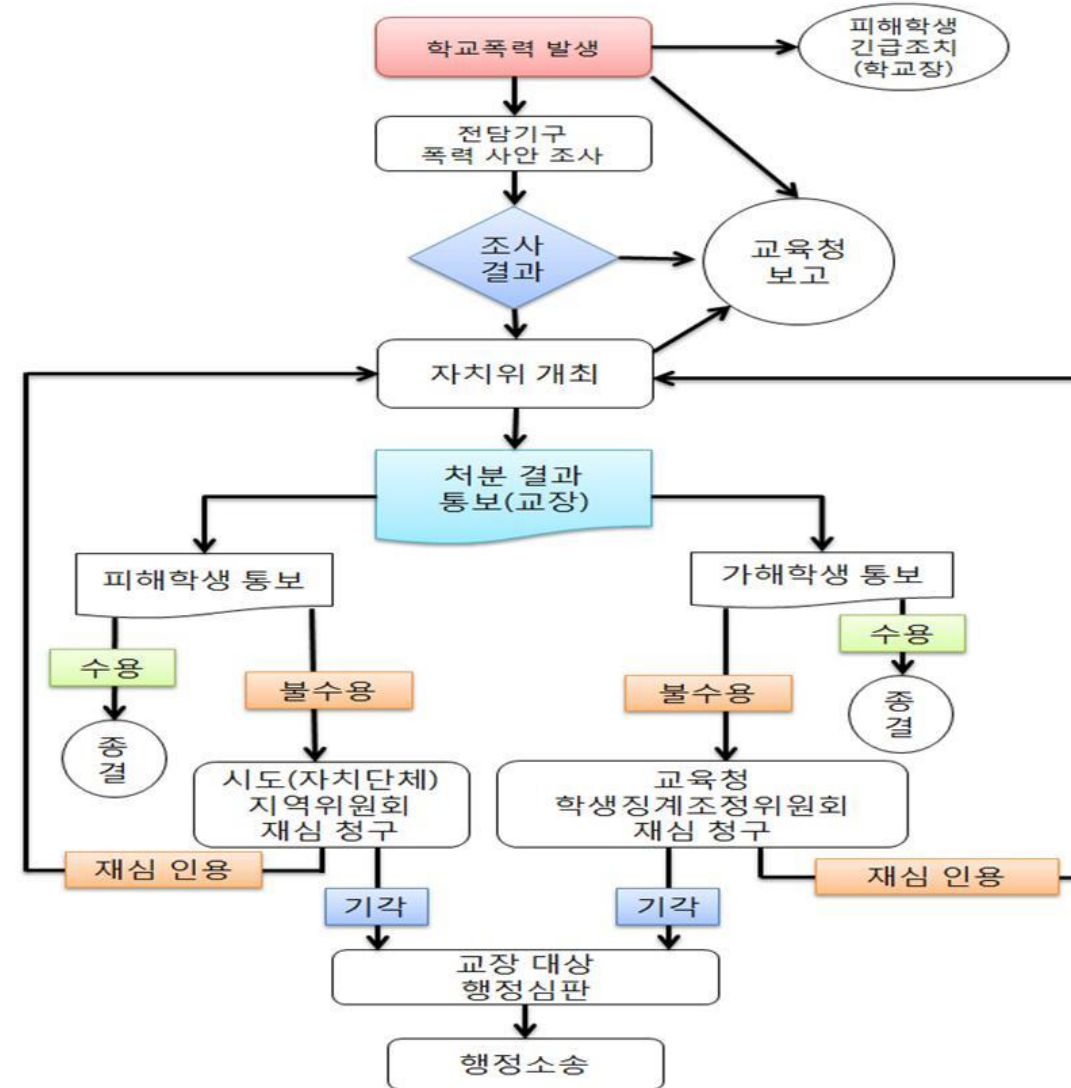 학교폭력 발생
피해학생
긴급조치
(학교장)
전담기구
폭력 사안 조사
조사
결과
교육청
보고
자치위 개최
처분 결과
통보(교장)
피해학생 통보
가해학생 통보
수용
불수용
불수용
수용
종
결
종
결
시도(자치단체)
지역위원회
재심 청구
교육청
학생징계조정위원회
재심 청구
재심 인용
재심 인용
기각
기각
교장 대상
행정심판
행정소송